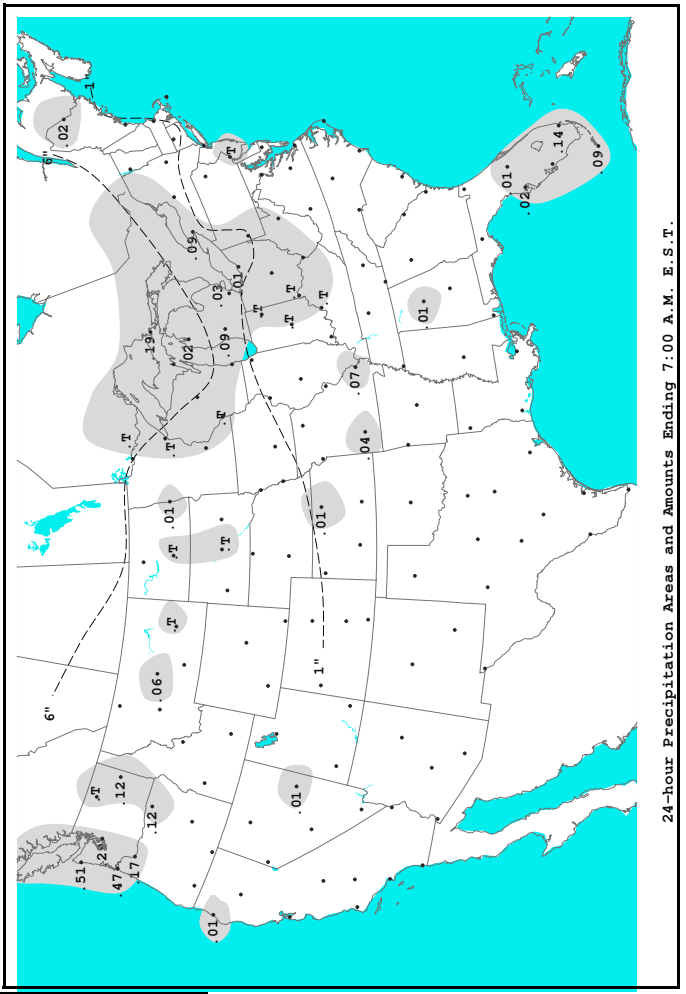 6"
6"
.02
.51
1"
T
.47
.12
T
.17
.19
.12
.06
T
T
.01
T
.02
.09
.01
.03
T
T
.09
T
.01
T
T
T
.01
1"
.01
T
.07
.04
.01
.01
.02
.14
.09
24-hour Precipitation Areas and Amounts Ending 7:00 A.M. E.S.T.